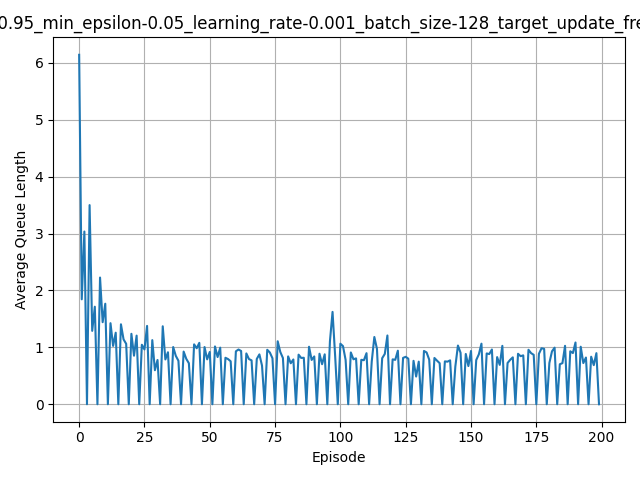 0.95_min_epsilon-0.05_learning_rate-0.001_batch_size-128_target_update_fre
6
5
4
3
2
1
0
Average Queue Length
0 25 50 75 100 125 150 175 200
Episode